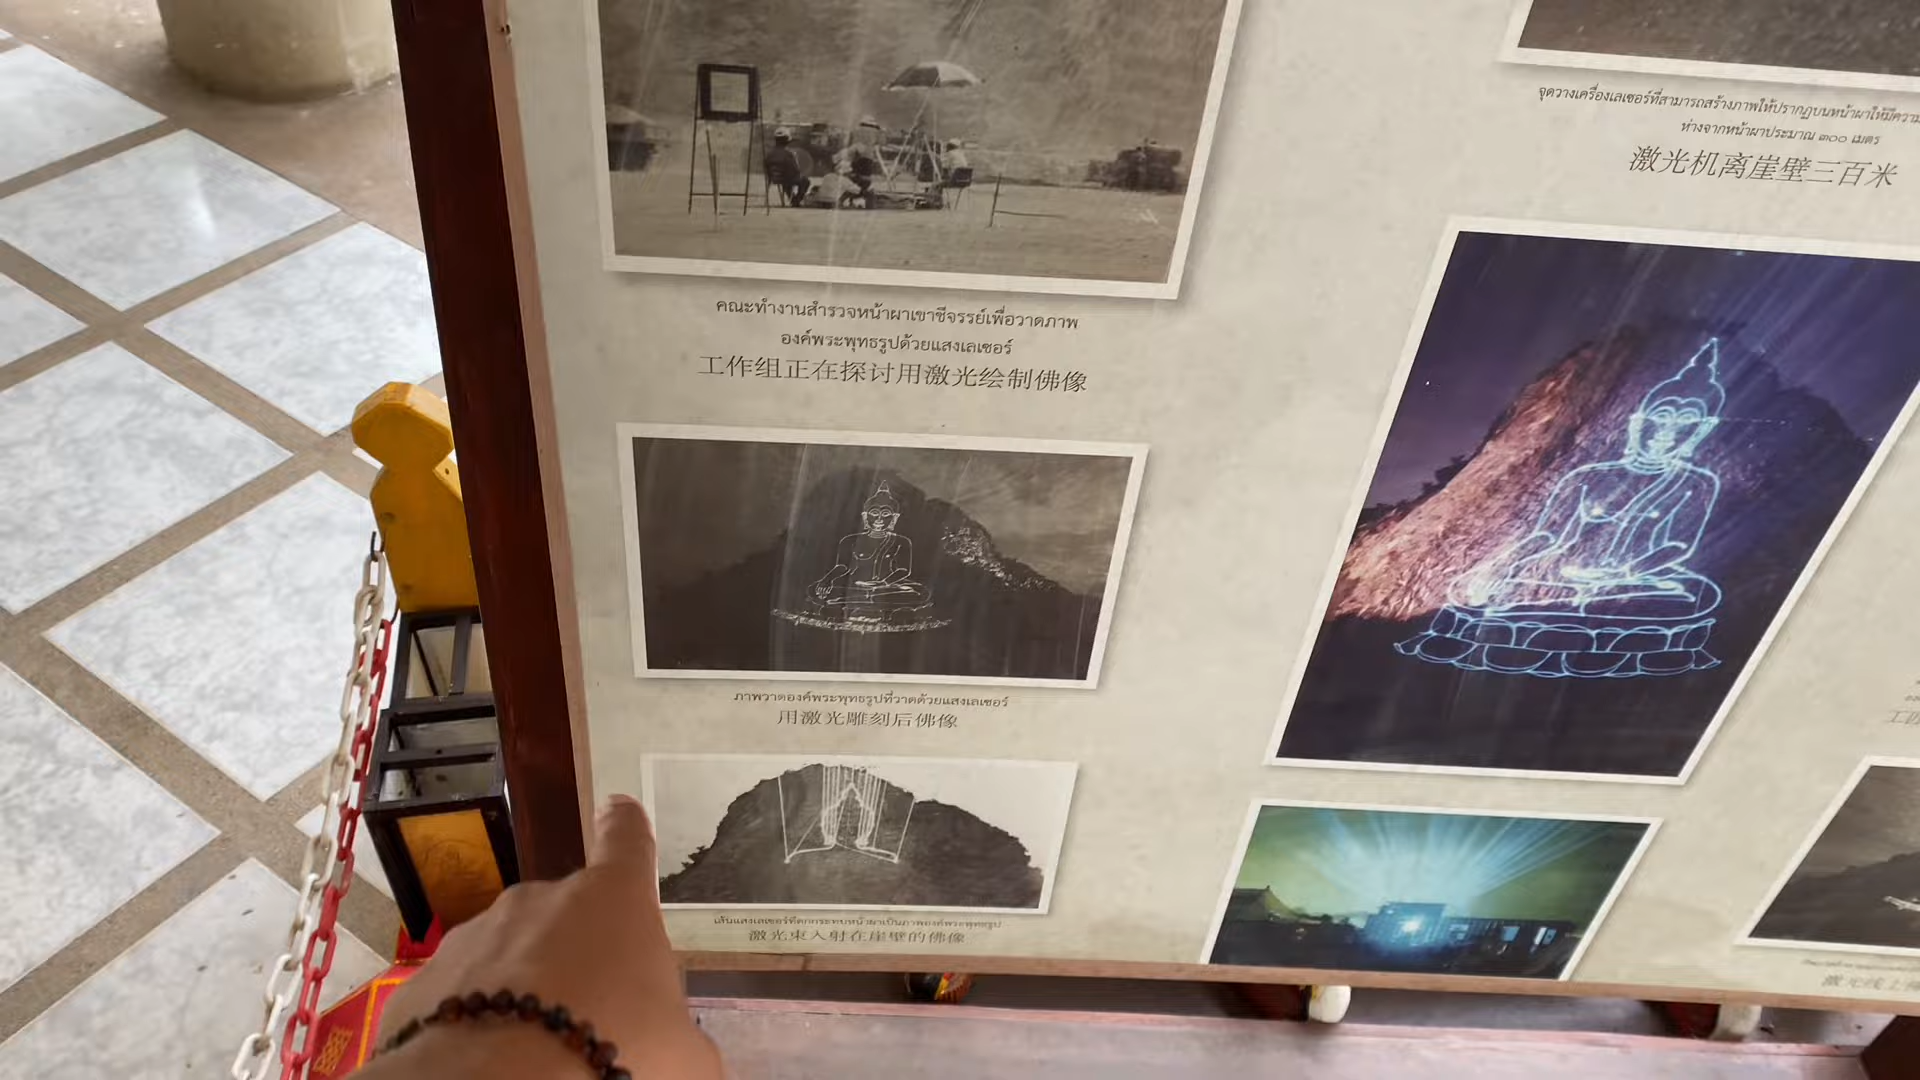 คณะทำงานสำรวจหน้าผาเขาชีจรรย์เพื่อวาดภาพ
องค์พระพุทธรูปด้วยแสงเลเซอร์
工作组正在探讨用激光绘制佛像
ภาพวาดองค์พระพุทธรูปที่วาดด้วยแสงเลเซอร์
用激光雕刻后佛像
เส้นแสงเลเซอร์ที่ตกกระทบหน้าผาเป็นภาพองค์พระพุทธรูป
激光束入射在崖壁的佛像
จุดวางเครื่องเลเซอร์ที่สามารถสร้างภาพให้ปรากฏบนหน้าผาให้มีความ
ห่างจากหน้าผาประมาณ ๓๐๐ เมตร
激光机离崖壁三百米